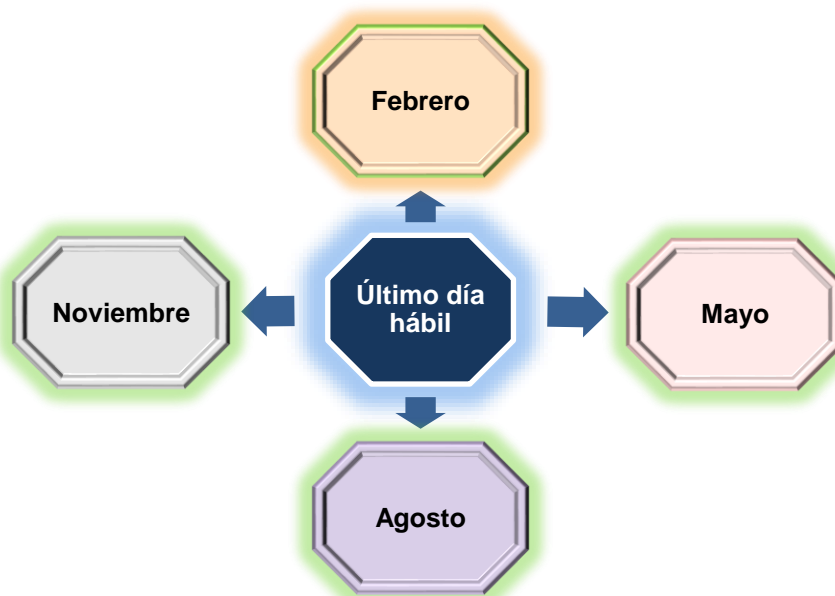 Febrero
Noviembre
Último día
hábil
Mayo
Agosto